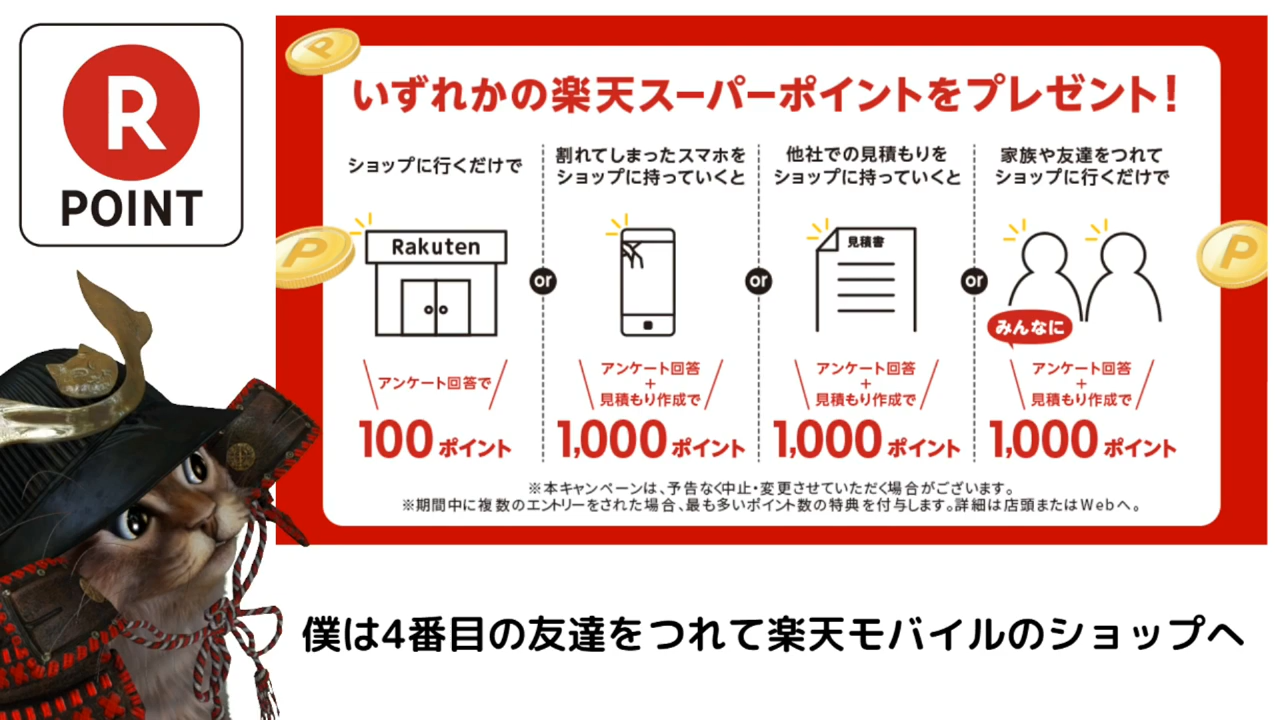 R
POINT
いずれかの楽天スーパーポイントをプレゼント!
ショップに行くだけで
割れてしまったスマホを
ショップに持っていくと
他社での見積もりを
ショップに持っていくと
家族や友達をつれて
ショップに行くだけで
P
P
P
Rakuten
or
or
見積書
or
みんなに
アンケート回答で
100ポイント
アンケート回答
+
見積もり作成で
1,000ポイント
アンケート回答
+
見積もり作成で
1,000ポイント
アンケート回答
+
見積もり作成で
1,000ポイント
※本キャンペーンは、予告なく中止・変更させていただく場合がございます。
※期間中に複数のエントリーをされた場合、最も多いポイント数の特典を付与します。詳細は店頭またはWebへ。
僕は4番目の友達をつれて楽天モバイルのショップへ